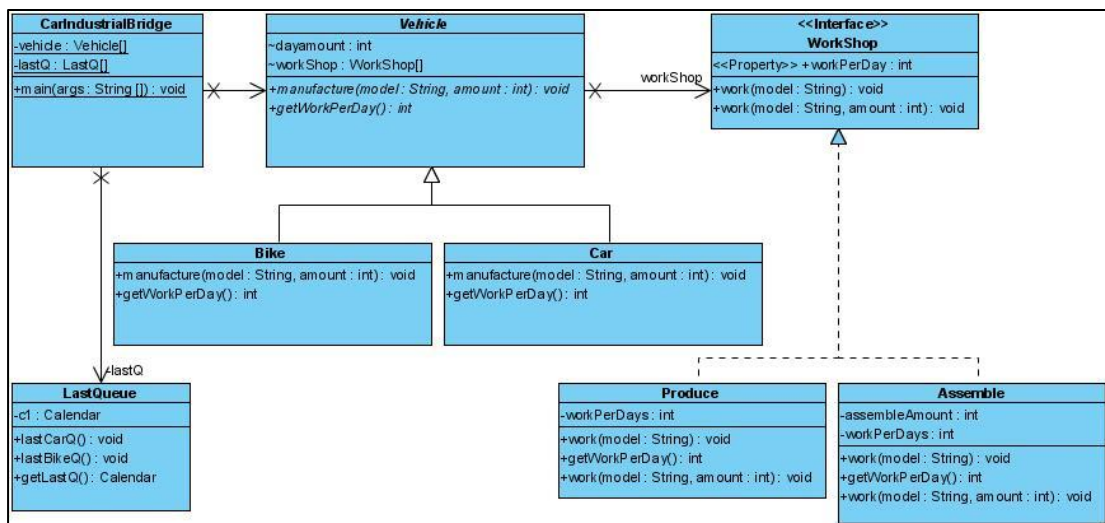 CarIndustrialBridge
-vehicle : Vehicle[]
-lastQ : LastQ[]
+main(args : String []) : void
Vehicle
~dayamount : int
~workShop : WorkShop[]
+manufacture(model : String, amount : int) : void
+getWorkPerDay() : int
workShop
<<Interface>>
WorkShop
<<Property>> +workPerDay : int
+work(model : String) : void
+work(model : String, amount : int) : void
Bike
+manufacture(model : String, amount : int) : void
+getWorkPerDay() : int
Car
+manufacture(model : String, amount : int) : void
+getWorkPerDay() : int
-lastQ
LastQueue
-c1 : Calendar
+lastCarQ() : void
+lastBikeQ() : void
+getLastQ() : Calendar
Produce
-workPerDays : int
+work(model : String) : void
+getWorkPerDay() : int
+work(model : String, amount : int) : void
Assemble
-assembleAmount : int
-workPerDays : int
+work(model : String) : void
+getWorkPerDay() : int
+work(model : String, amount : int) : void